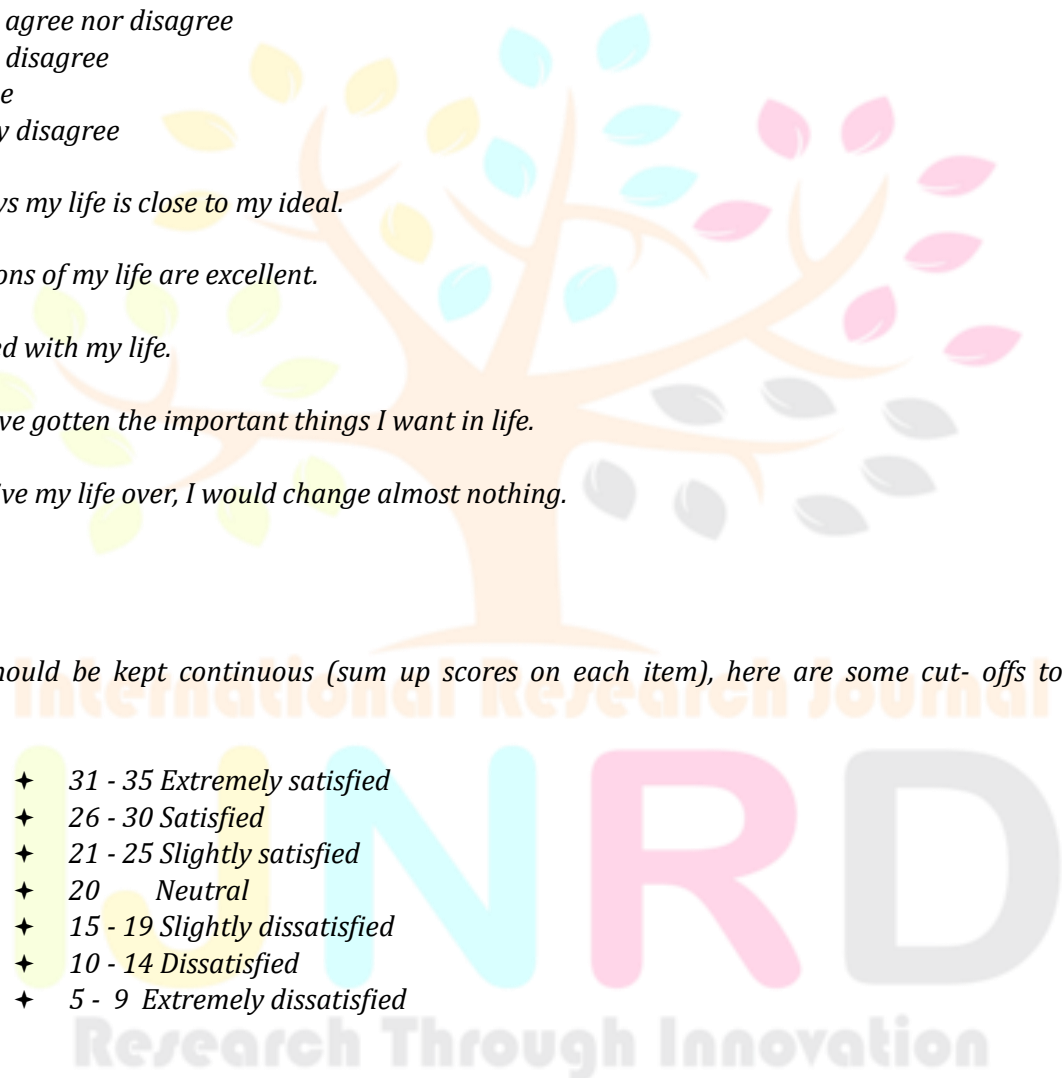 agree nor disagree
disagree
e
y disagree
ys my life is close to my ideal.
ons of my life are excellent.
ed with my life.
ve gotten the important things I want in life.
ive my life over, I would change almost nothing.
hould be kept continuous (sum up scores on each item), here are some cut- offs to
International Research Journal
✦ 31 - 35 Extremely satisfied
✦ 26 - 30 Satisfied
✦ 21 - 25 Slightly satisfied
✦ 20 Neutral
✦ 15 - 19 Slightly dissatisfied
✦ 10 - 14 Dissatisfied
✦ 5 - 9 Extremely dissatisfied
IJNRD
Research Through Innovation